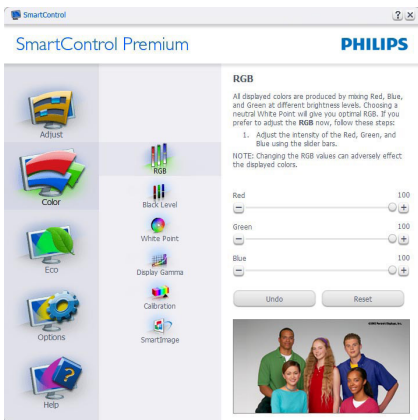 SmartControl
SmartControl Premium
PHILIPS
Adjust
Color
Eco
Options
Help
RGB
Black Level
White Point
Display Gamma
Calibration
SmartImage
RGB
All displayed colors are produced by mixing Red, Blue,
and Green at different brightness levels. Choosing a
neutral White Point will give you optimal RGB. If you
prefer to adjust the RGB now, follow these steps:
1. Adjust the intensity of the Red, Green, and
Blue using the slider bars.
NOTE: Changing the RGB values can adversely effect
the displayed colors.
Red 100
Green 100
Blue 100
Undo Reset